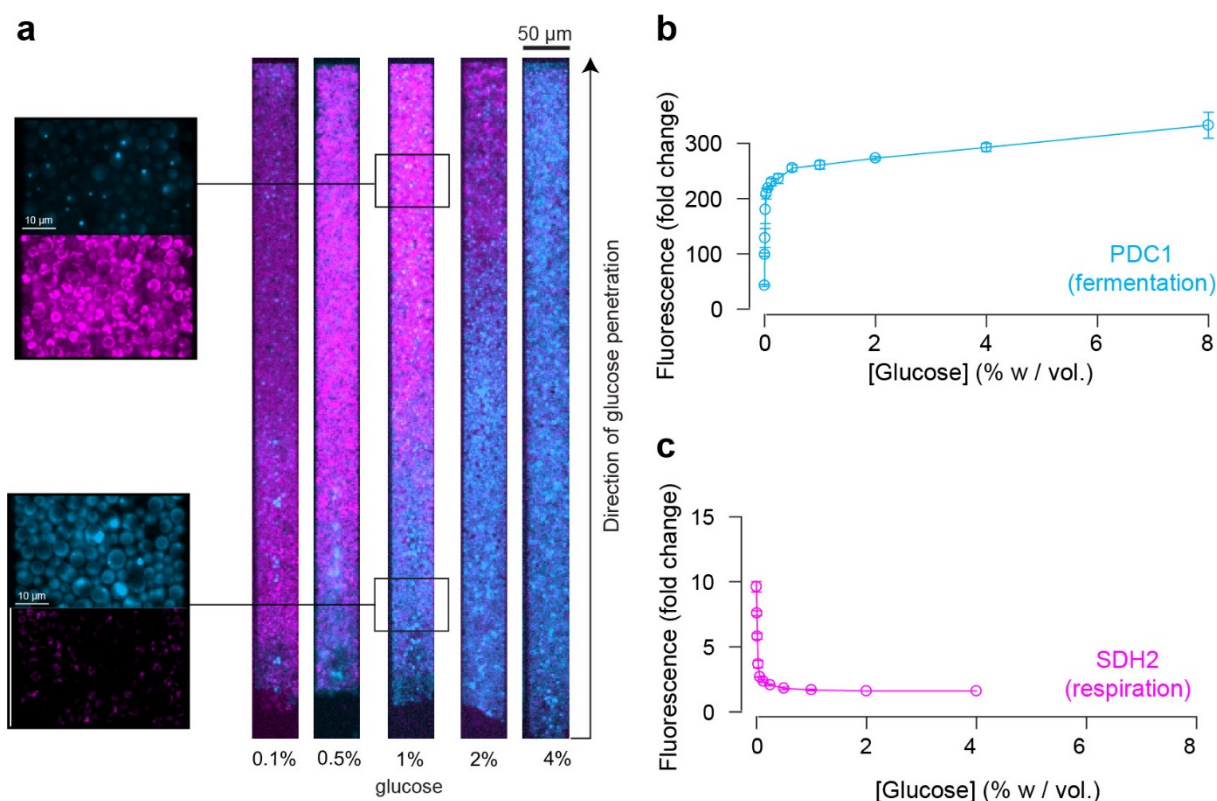 a
50 µm
10 µm
10 µm
Direction of glucose penetration
0.1% 0.5% 1% 2% 4%
glucose
b
Fluorescence (fold change)
300
200
100
0
0 2 4 6 8
[Glucose] (% w / vol.)
PDC1
(fermentation)
c
Fluorescence (fold change)
15
10
5
0
0 2 4 6 8
[Glucose] (% w / vol.)
SDH2
(respiration)